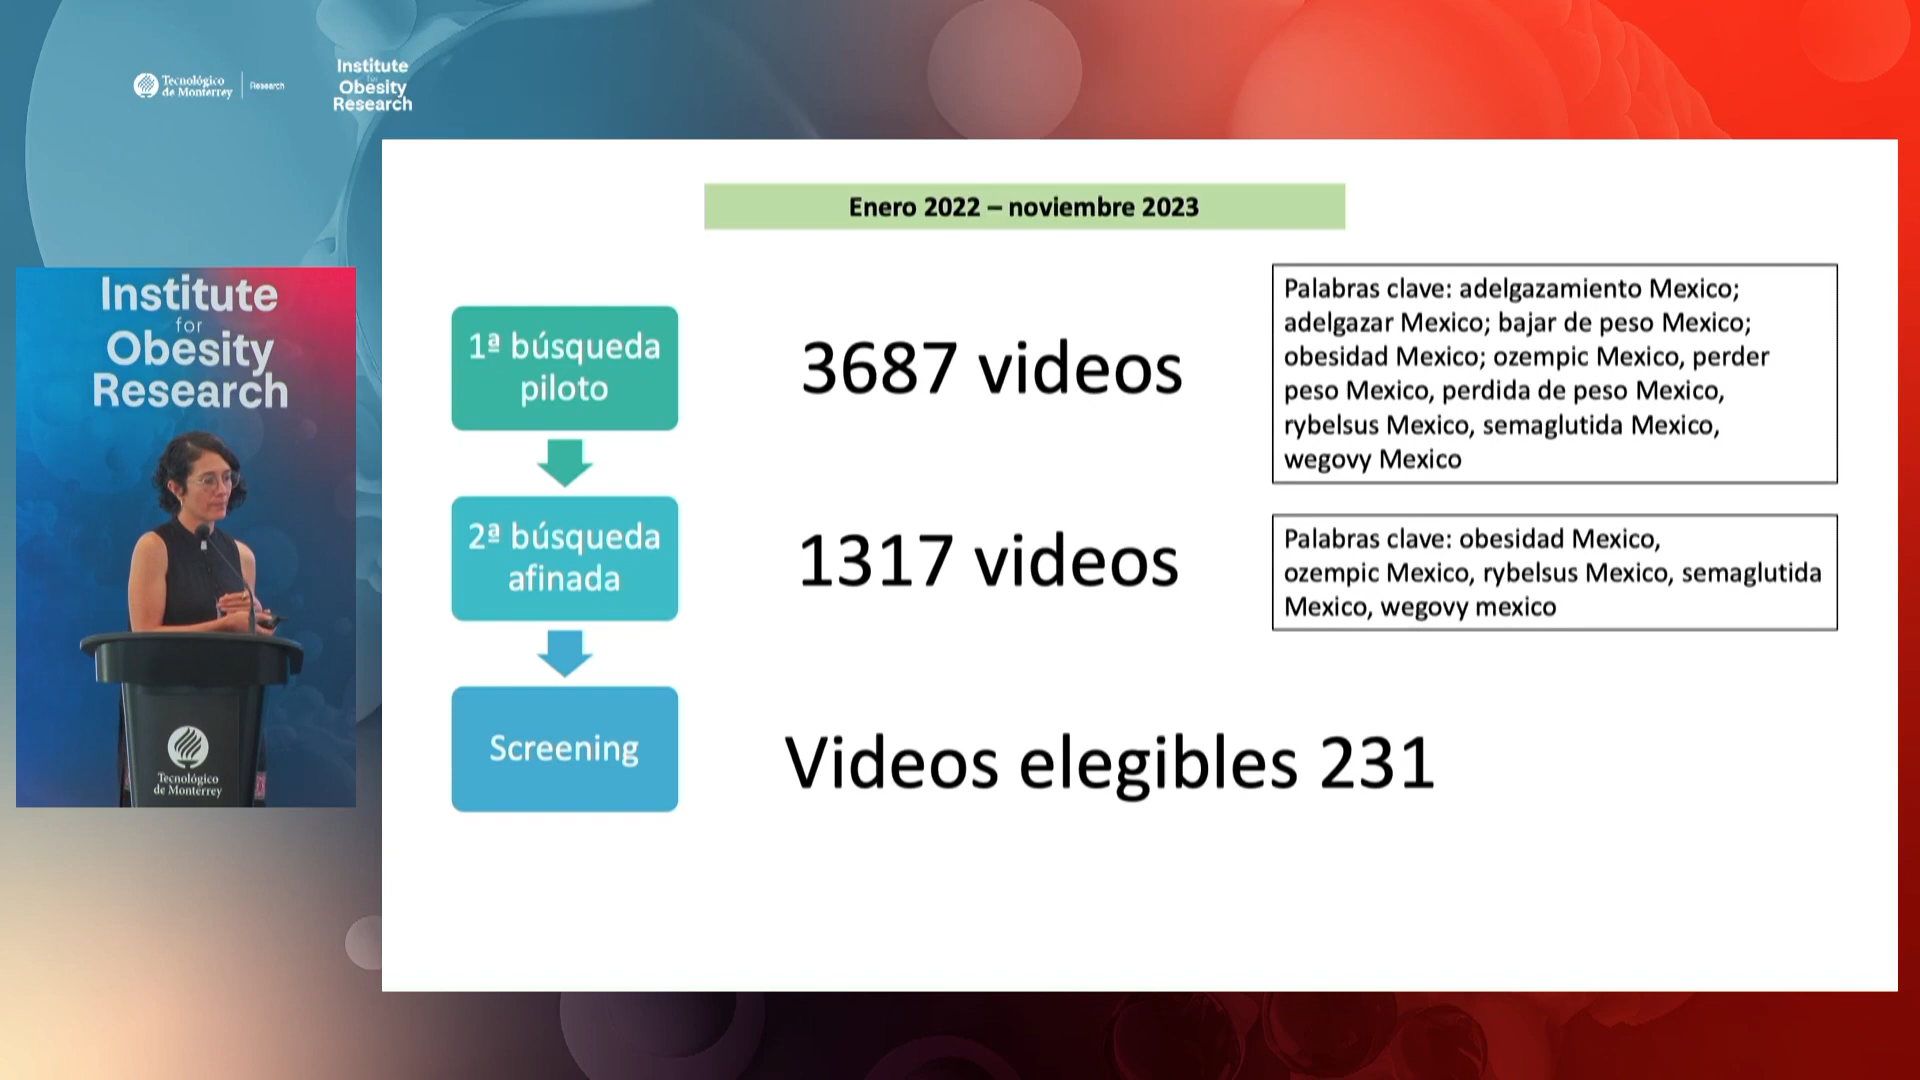 Tecnológico
de Monterrey
Research
Institute
for
Obesity
Research
Institute
for
Obesity
Research
Tecnológico
de Monterrey
Enero 2022 – noviembre 2023
1ª búsqueda
piloto
3687 videos
Palabras clave: adelgazamiento Mexico;
adelgazar Mexico; bajar de peso Mexico;
obesidad Mexico; ozempic Mexico, perder
peso Mexico, perdida de peso Mexico,
rybelsus Mexico, semaglutida Mexico,
wegovy Mexico
2ª búsqueda
afinada
1317 videos
Palabras clave: obesidad Mexico,
ozempic Mexico, rybelsus Mexico, semaglutida
Mexico, wegovy mexico
Screening
Videos elegibles 231